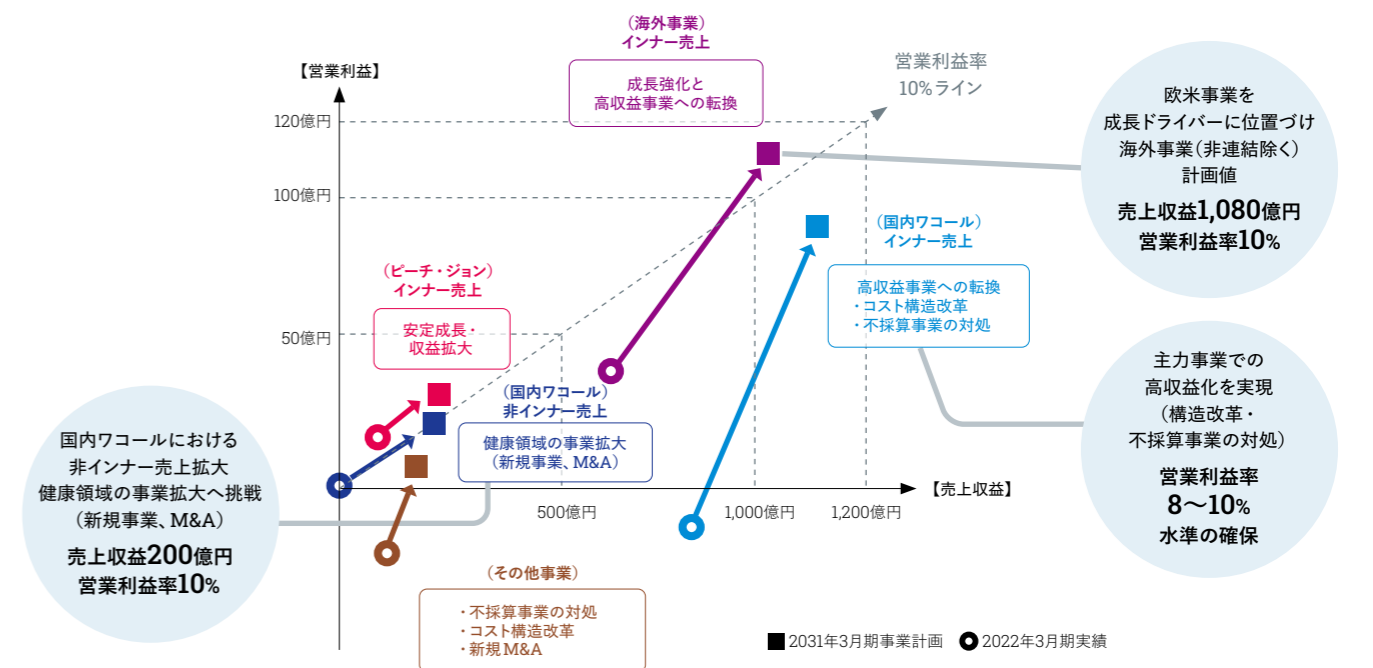 （海外事業）
インナー売上
成長強化と
高収益事業への転換
営業利益率
10%ライン
【営業利益】
120億円
100億円
50億円
欧米事業を
成長ドライバーに位置づけ
海外事業（非連結除く）
計画値
売上収益1,080億円
営業利益率10%
（国内ワコール）
インナー売上
高収益事業への転換
・コスト構造改革
・不採算事業の対処
（ピーチ・ジョン）
インナー売上
安定成長・
収益拡大
（国内ワコール）
非インナー売上
健康領域の事業拡大
（新規事業、M&A）
主力事業での
高収益化を実現
（構造改革・
不採算事業の対処）
営業利益率
8～10%
水準の確保
国内ワコールにおける
非インナー売上拡大
健康領域の事業拡大へ挑戦
（新規事業、M&A）
売上収益200億円
営業利益率10%
【売上収益】
500億円
1,000億円
1,200億円
（その他事業）
・不採算事業の対処
・コスト構造改革
・新規M&A
2031年3月期事業計画
2022年3月期実績